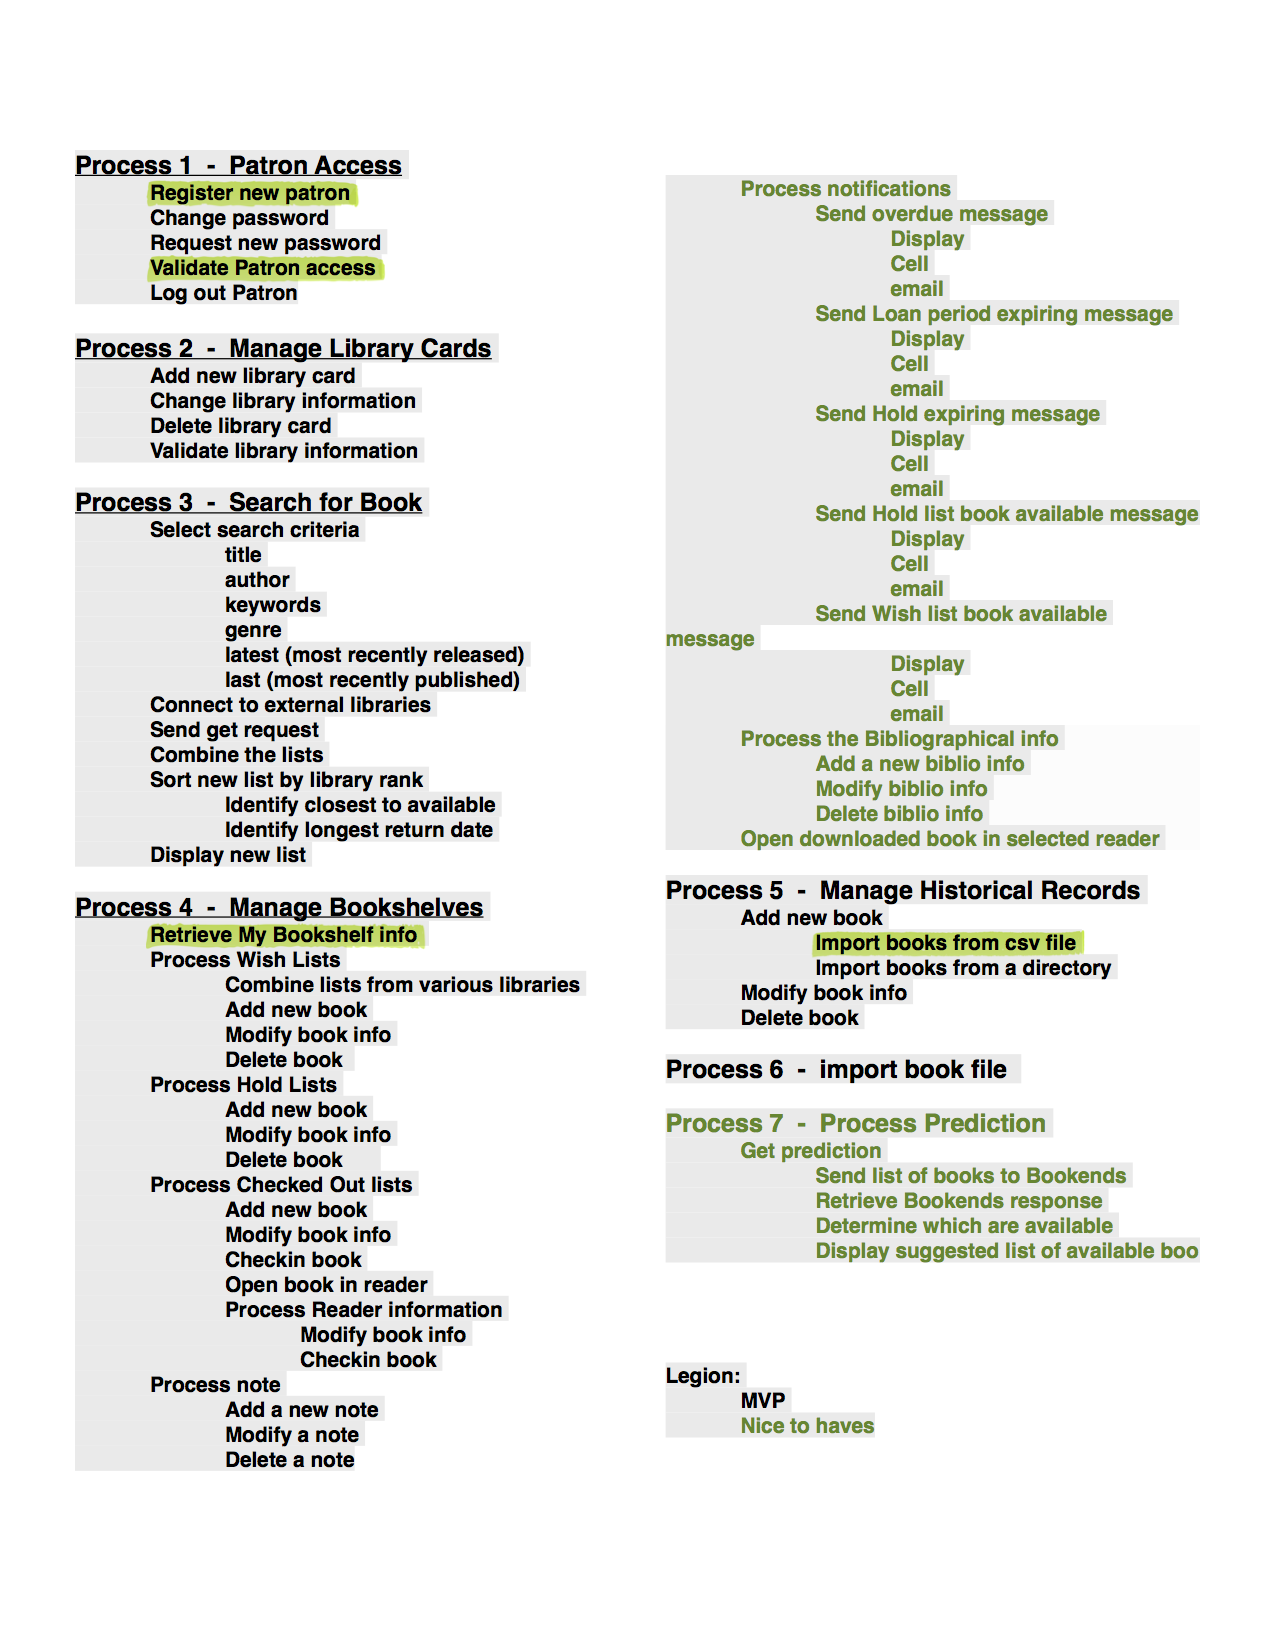 Process 1  -  Patron Access
Register new patron
Change password
Request new password
Validate Patron access
Log out Patron
Process 2  -  Manage Library Cards
Add new library card
Change library information
Delete library card
Validate library information
Process 3  -  Search for Book
Select search criteria
title
author
keywords
genre
latest (most recently released)
last (most recently published)
Connect to external libraries
Send get request
Combine the lists
Sort new list by library rank
Identify closest to available
Identify longest return date
Display new list
Process 4  -  Manage Bookshelves
Retrieve My Bookshelf info
Process Wish Lists
Combine lists from various libraries
Add new book
Modify book info
Delete book
Process Hold Lists
Add new book
Modify book info
Delete book
Process Checked Out lists
Add new book
Modify book info
Checkin book
Open book in reader
Process Reader information
Modify book info
Checkin book
Process note
Add a new note
Modify a note
Delete a note
Process notifications
Send overdue message
Display
Cell
email
Send Loan period expiring message
Display
Cell
email
Send Hold expiring message
Display
Cell
email
Send Hold list book available message
Display
Cell
email
Send Wish list book available
message
Display
Cell
email
Process the Bibliographical info
Add a new biblio info
Modify biblio info
Delete biblio info
Open downloaded book in selected reader
Process 5  -  Manage Historical Records
Add new book
Import books from csv file
Import books from a directory
Modify book info
Delete book
Process 6  -  import book file
Process 7  -  Process Prediction
Get prediction
Send list of books to Bookends
Retrieve Bookends response
Determine which are available
Display suggested list of available boo
Legion:
MVP
Nice to haves